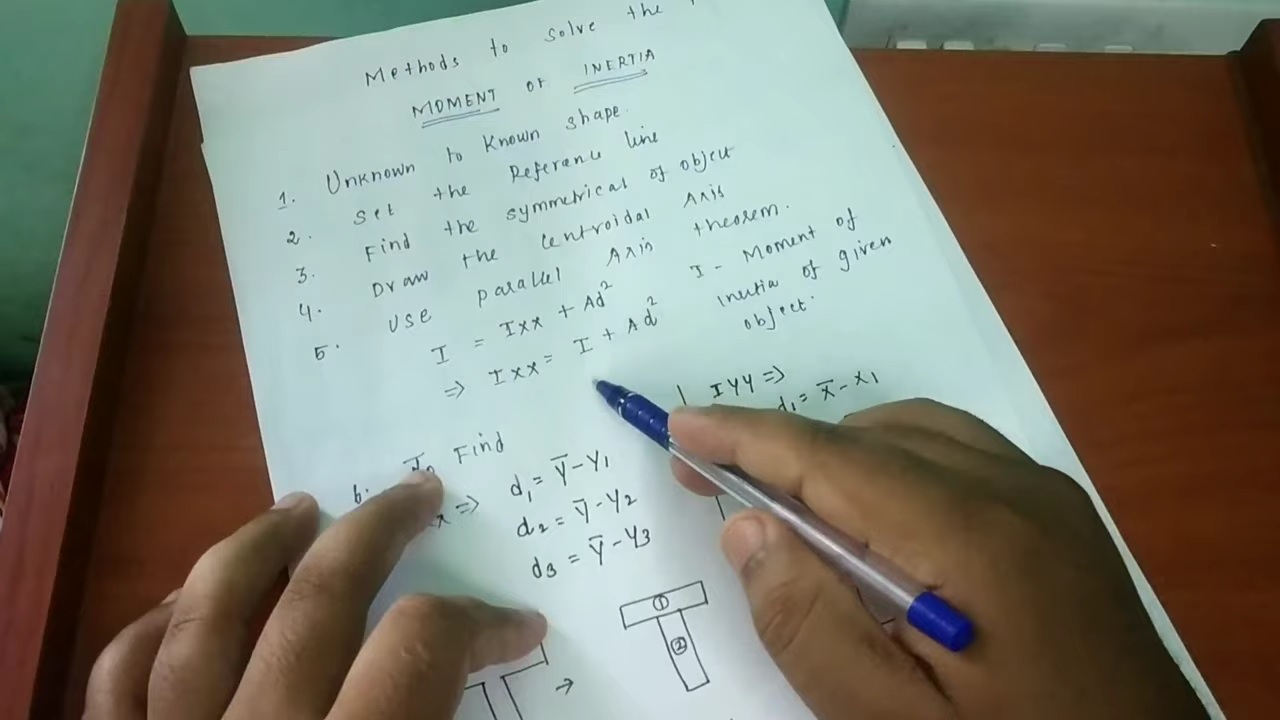 Methods to solve the
MOMENT OF INERTIA
1. Unknown to Known shape.
2. Set the Reference line
3. Find the symmetrical of object
4. Draw the centroidal Axis
5. Use parallel Axis theorem.
I = Ixx + Ad²
⇒ Ixx = I + Ad²
I - Moment of
Inertia of given
object.
6. To Find
x ⇒ d₁ = ȳ - y₁
d₂ = ȳ - y₂
d₃ = ȳ - y₃
IYY ⇒
d₁ = x̄ - x₁
①
②
→